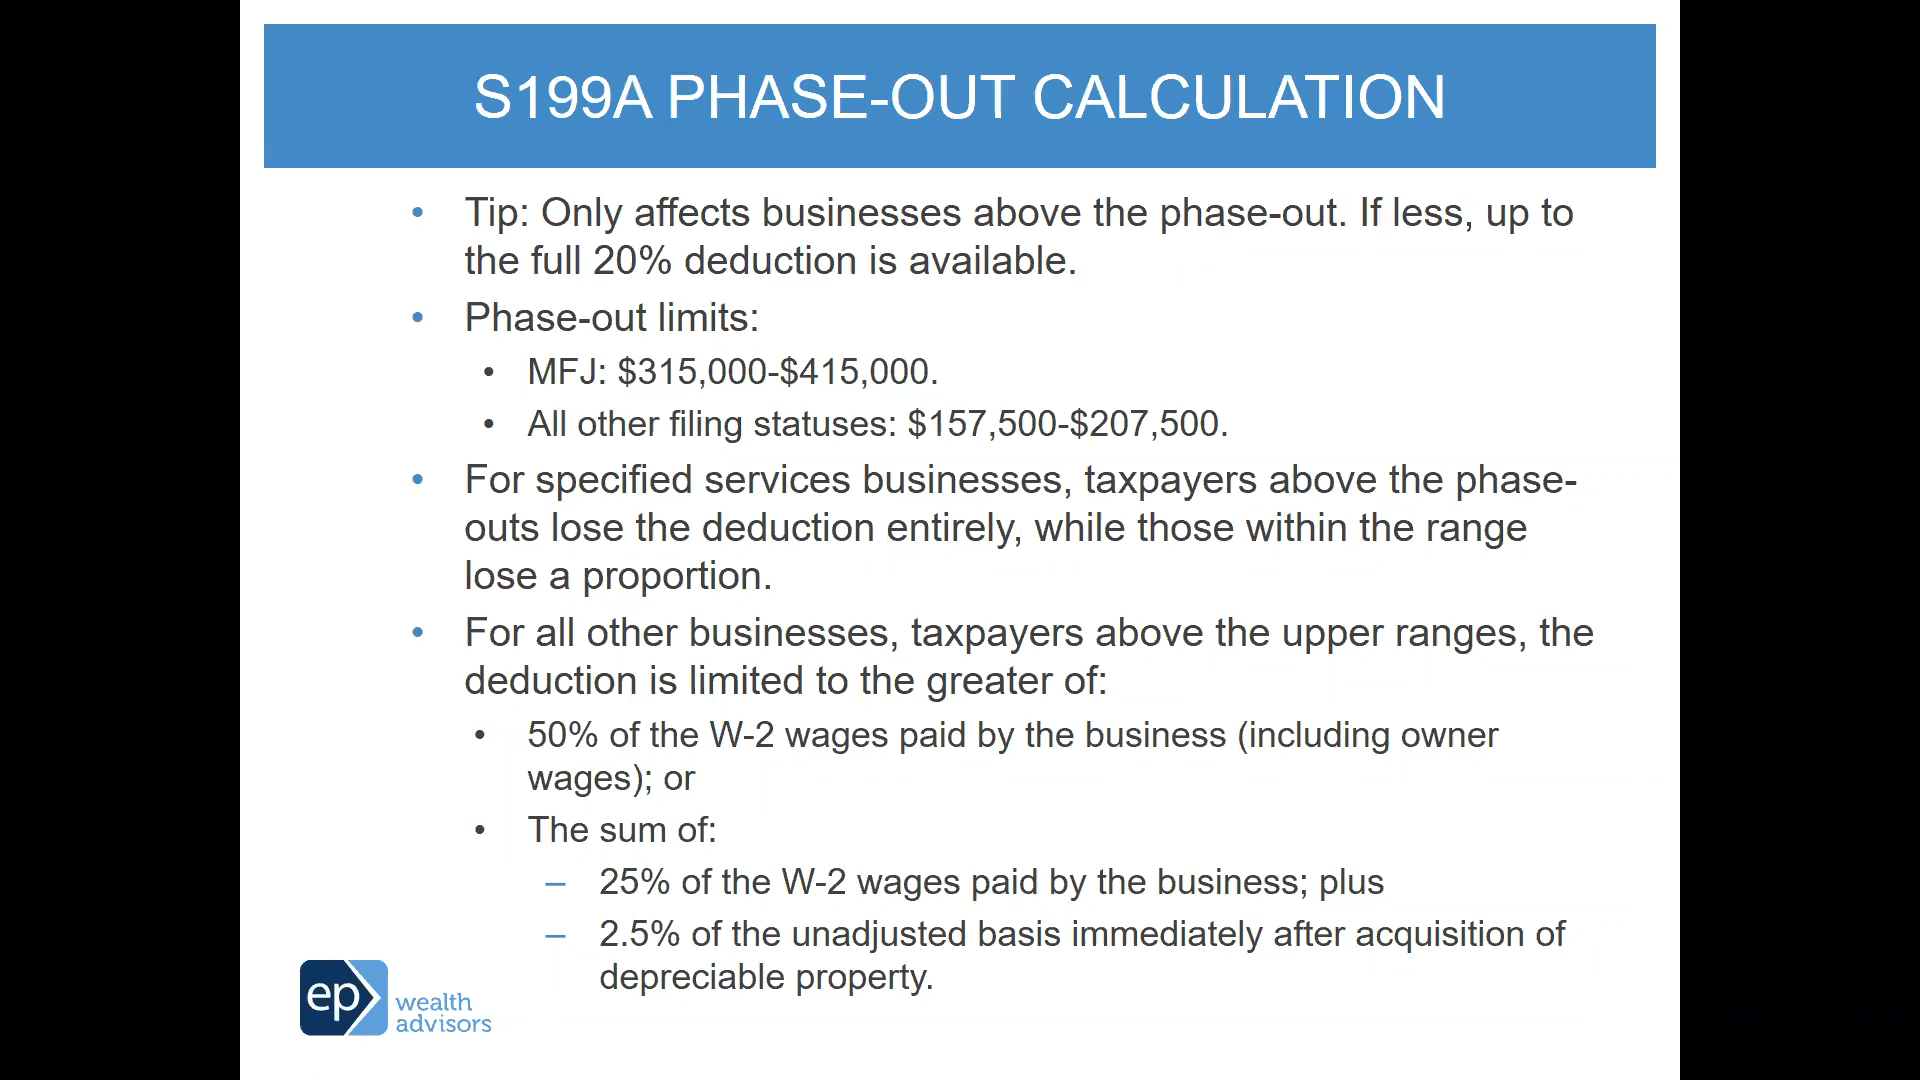 S199A PHASE-OUT CALCULATION
• Tip: Only affects businesses above the phase-out. If less, up to
the full 20% deduction is available.
• Phase-out limits:
• MFJ: $315,000-$415,000.
• All other filing statuses: $157,500-$207,500.
• For specified services businesses, taxpayers above the phase-
outs lose the deduction entirely, while those within the range
lose a proportion.
• For all other businesses, taxpayers above the upper ranges, the
deduction is limited to the greater of:
• 50% of the W-2 wages paid by the business (including owner
wages); or
• The sum of:
– 25% of the W-2 wages paid by the business; plus
– 2.5% of the unadjusted basis immediately after acquisition of
depreciable property.
ep
wealth
advisors